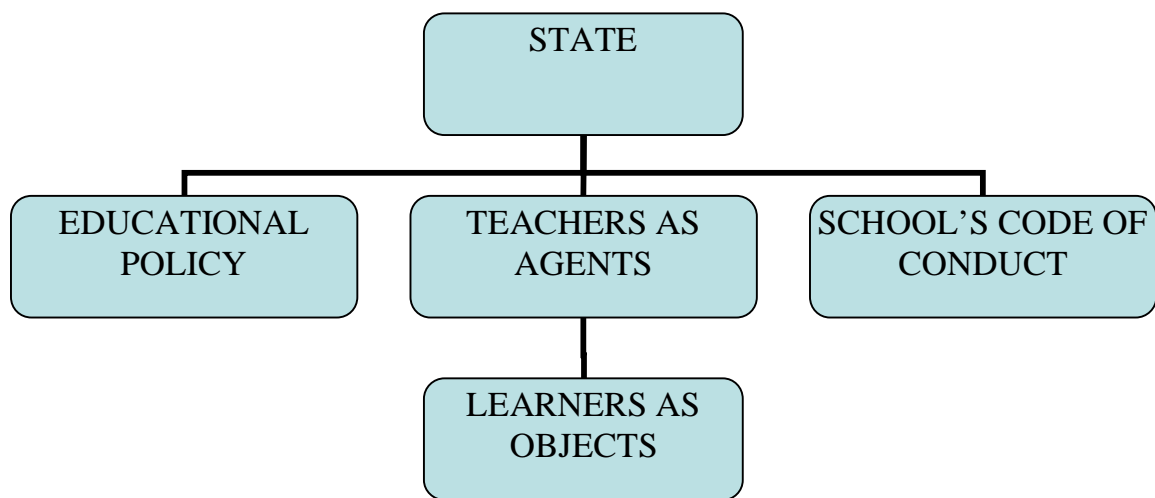 STATE
EDUCATIONAL
POLICY
TEACHERS AS
AGENTS
SCHOOL’S CODE OF
CONDUCT
LEARNERS AS
OBJECTS